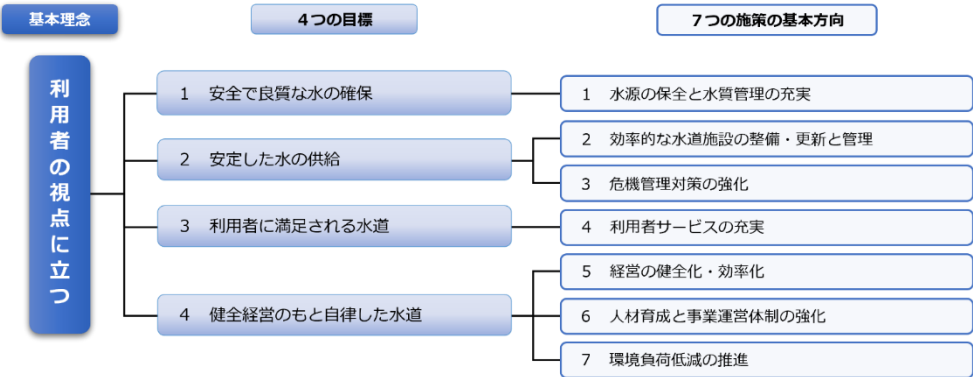 基本理念
4つの目標
7つの施策の基本方向
利用者の視点に立つ
1 安全で良質な水の確保
1 水源の保全と水質管理の充実
2 安定した水の供給
2 効率的な水道施設の整備・更新と管理
3 危機管理対策の強化
3 利用者に満足される水道
4 利用者サービスの充実
4 健全経営のもと自律した水道
5 経営の健全化・効率化
6 人材育成と事業運営体制の強化
7 環境負荷低減の推進